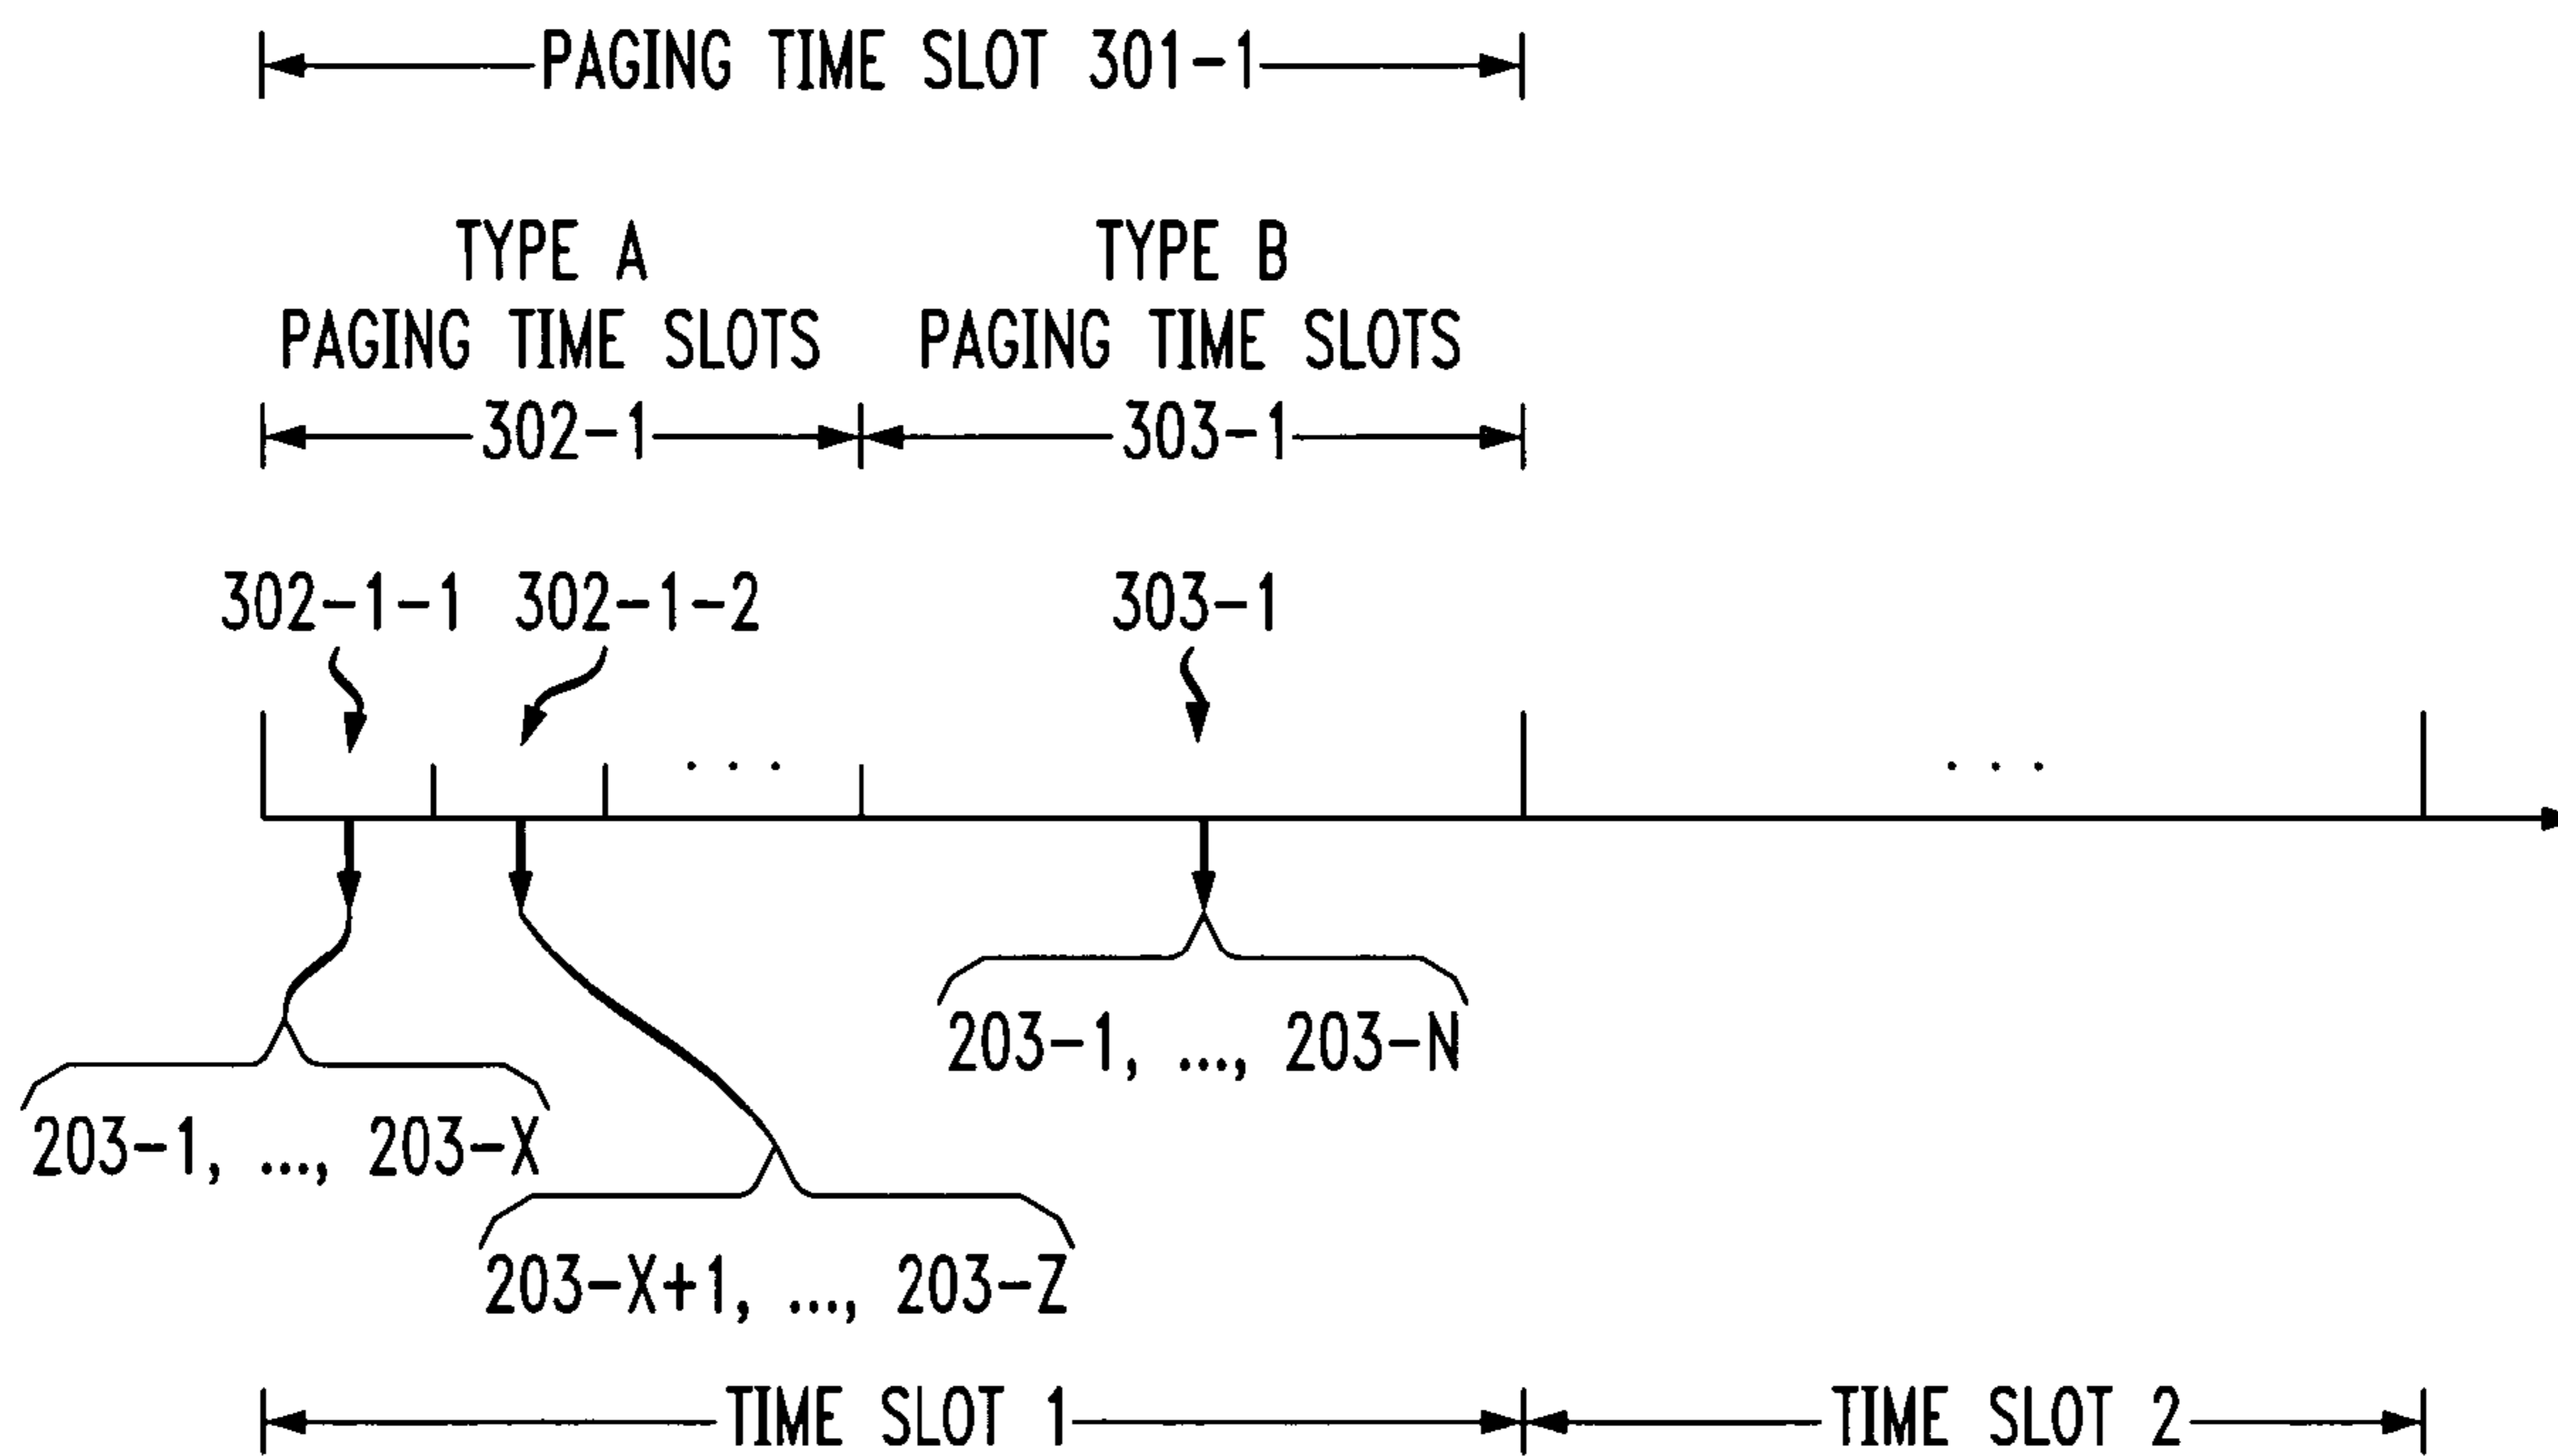 PAGING TIME SLOT 301-1
TYPE A
PAGING TIME SLOTS
302-1
TYPE B
PAGING TIME SLOTS
303-1
302-1-1
302-1-2
303-1
. . .
. . .
203-1, ..., 203-X
203-X+1, ..., 203-Z
203-1, ..., 203-N
TIME SLOT 1
TIME SLOT 2